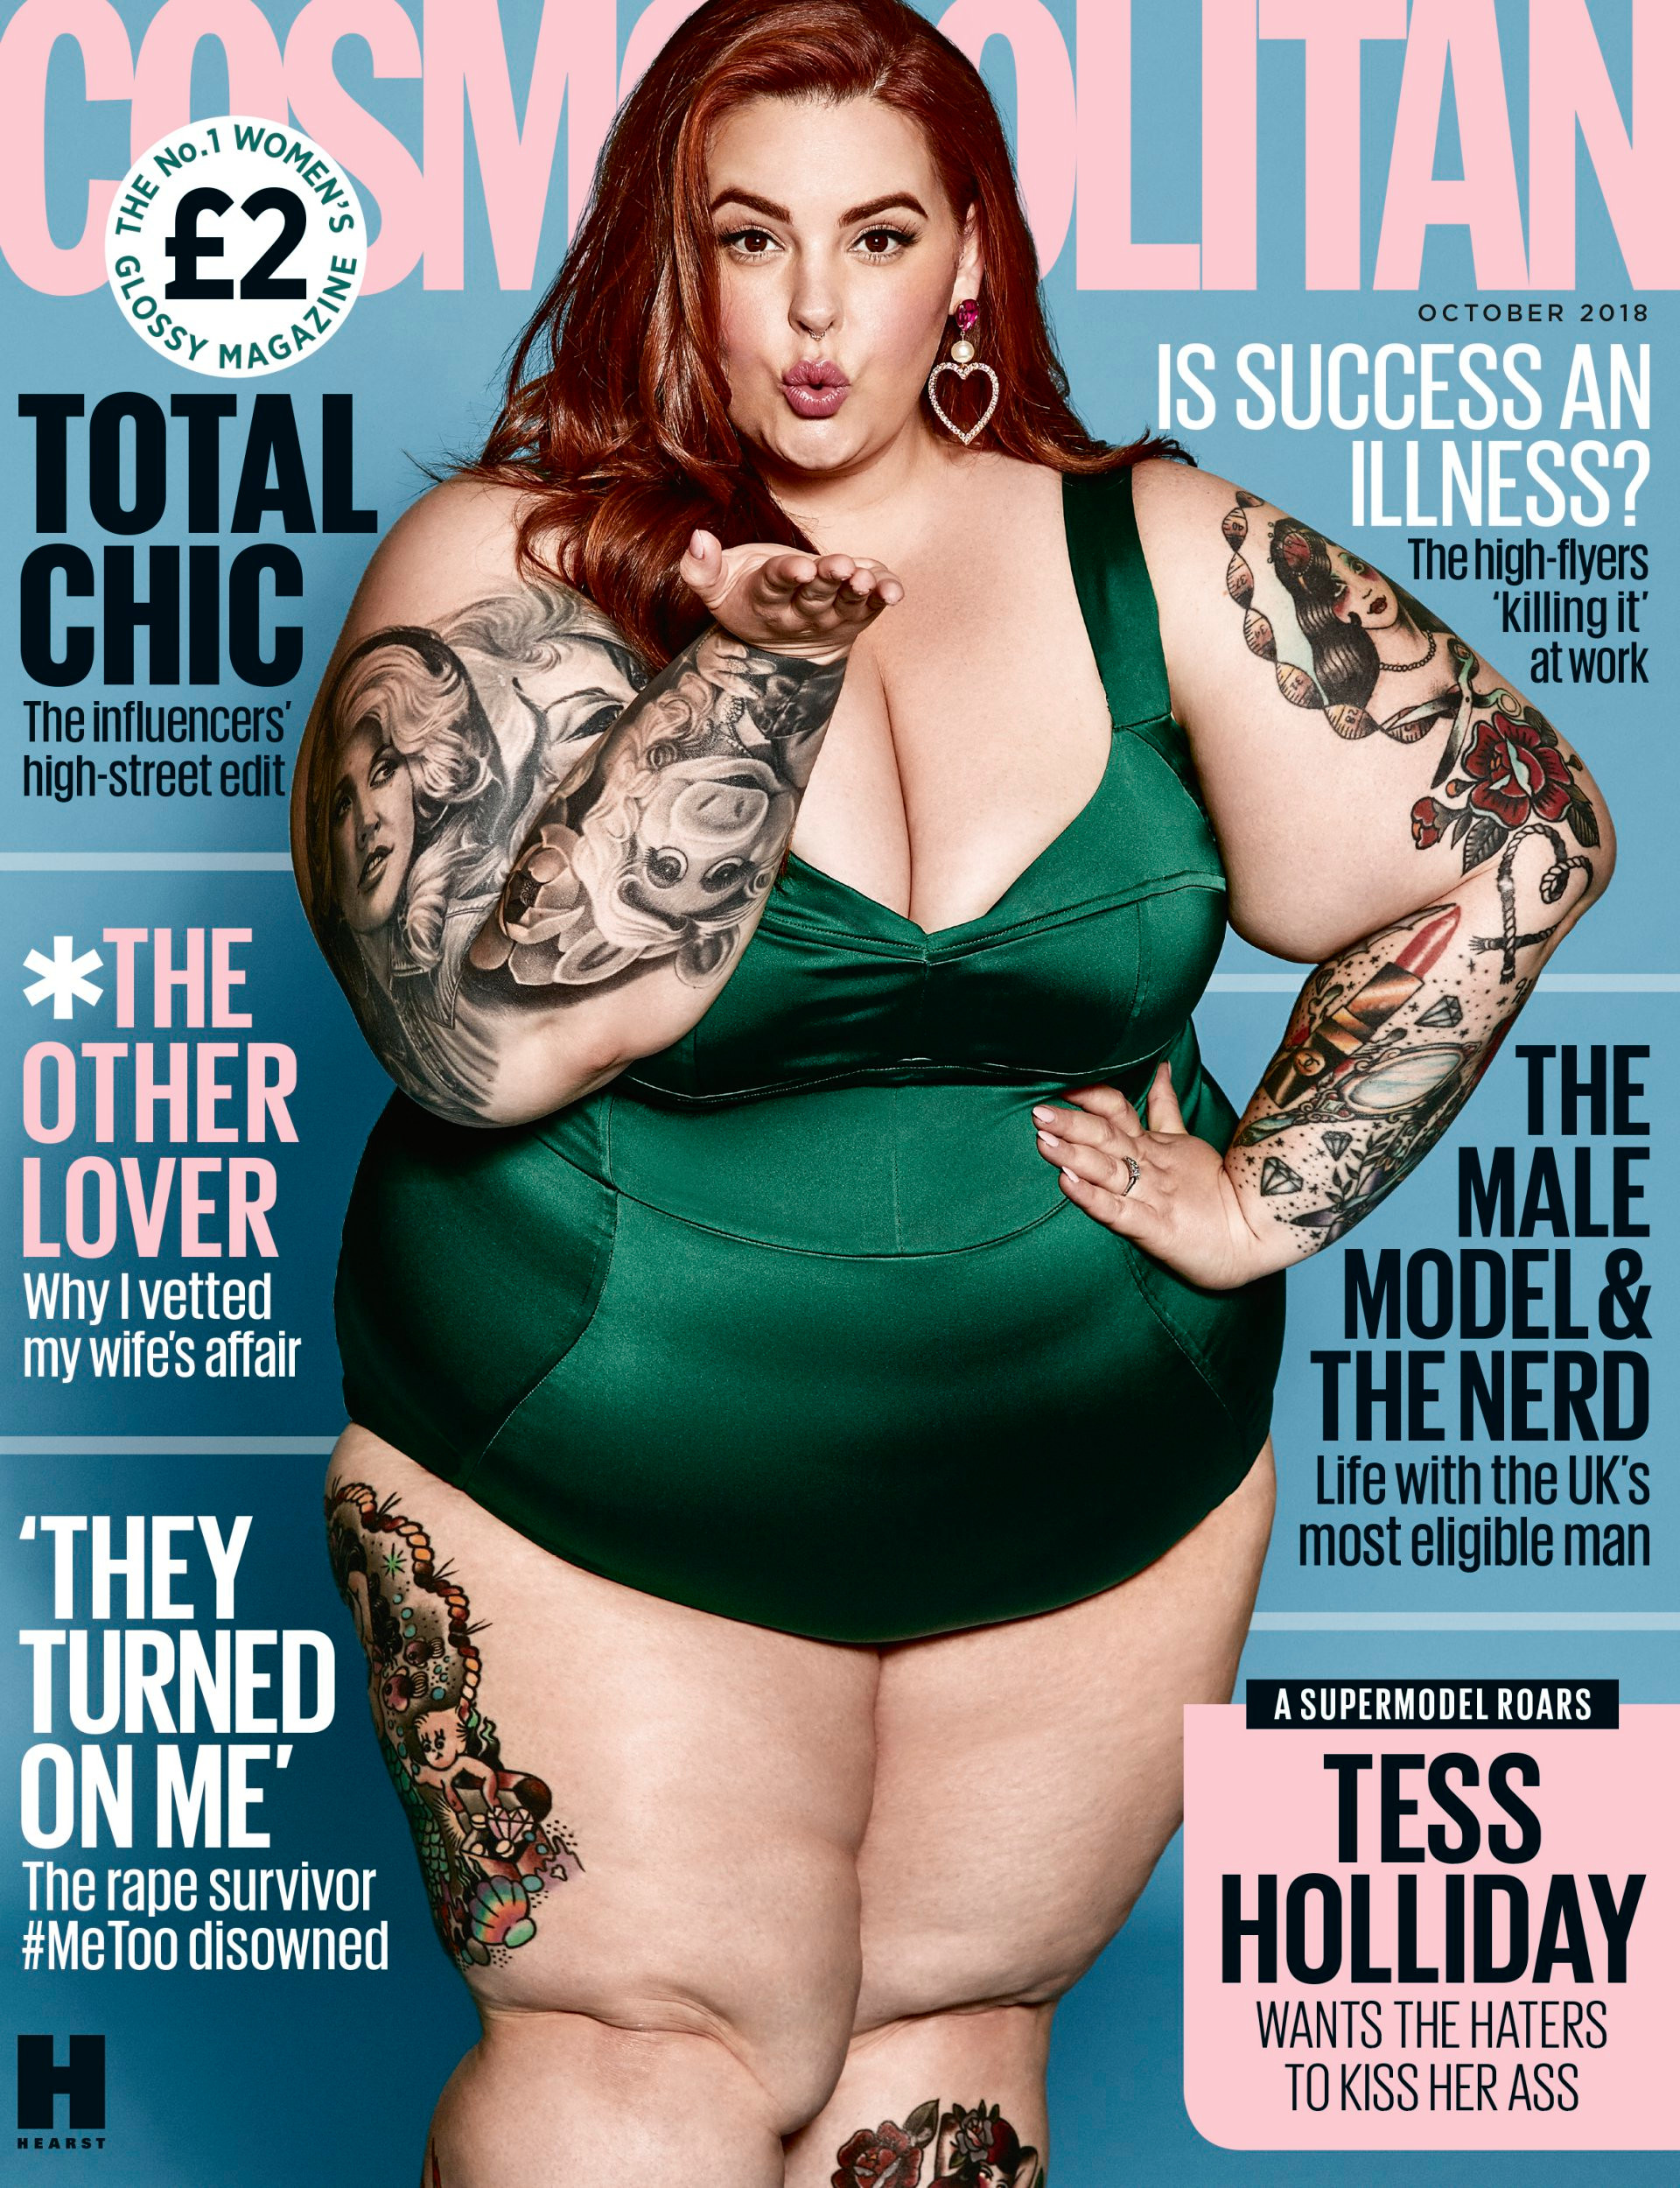 COSMOPOLITAN
THE No.1 WOMEN'S
£2
GLOSSY MAGAZINE
OCTOBER 2018
TOTAL
CHIC
The influencers'
high-street edit
IS SUCCESS AN
ILLNESS?
The high-flyers
‘killing it’
at work
*THE
OTHER
LOVER
Why I vetted
my wife's affair
THE
MALE
MODEL &
THE NERD
Life with the UK's
most eligible man
‘THEY
TURNED
ON ME’
The rape survivor
#MeToo disowned
A SUPERMODEL ROARS
TESS
HOLLIDAY
WANTS THE HATERS
TO KISS HER ASS
H
HEARST